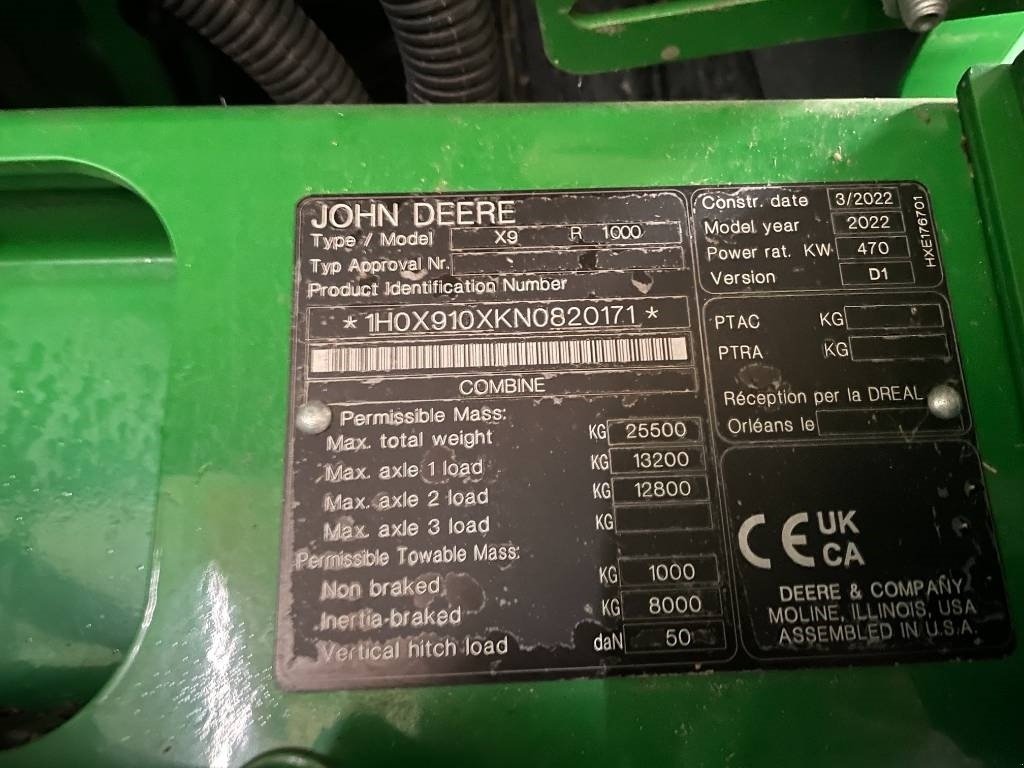 JOHN DEERE
Type / Model X9 R 1000
Typ Approval Nr.
Product Identification Number
*1H0X910XKN0820171*
COMBINE
Permissible Mass:
Max. total weight KG 25500
Max. axle 1 load KG 13200
Max. axle 2 load KG 12800
Max. axle 3 load KG
Permissible Towable Mass:
Non braked KG 1000
Inertia-braked KG 8000
Vertical hitch load daN 50
Constr. date 3/2022
Model year 2022
Power rat. KW 470
Version D1
HXE176701
PTAC KG
PTRA KG
Réception per la DREAL
Orléans le
CE UK
CA
DEERE & COMPANY
MOLINE, ILLINOIS, USA
ASSEMBLED IN U.S.A.